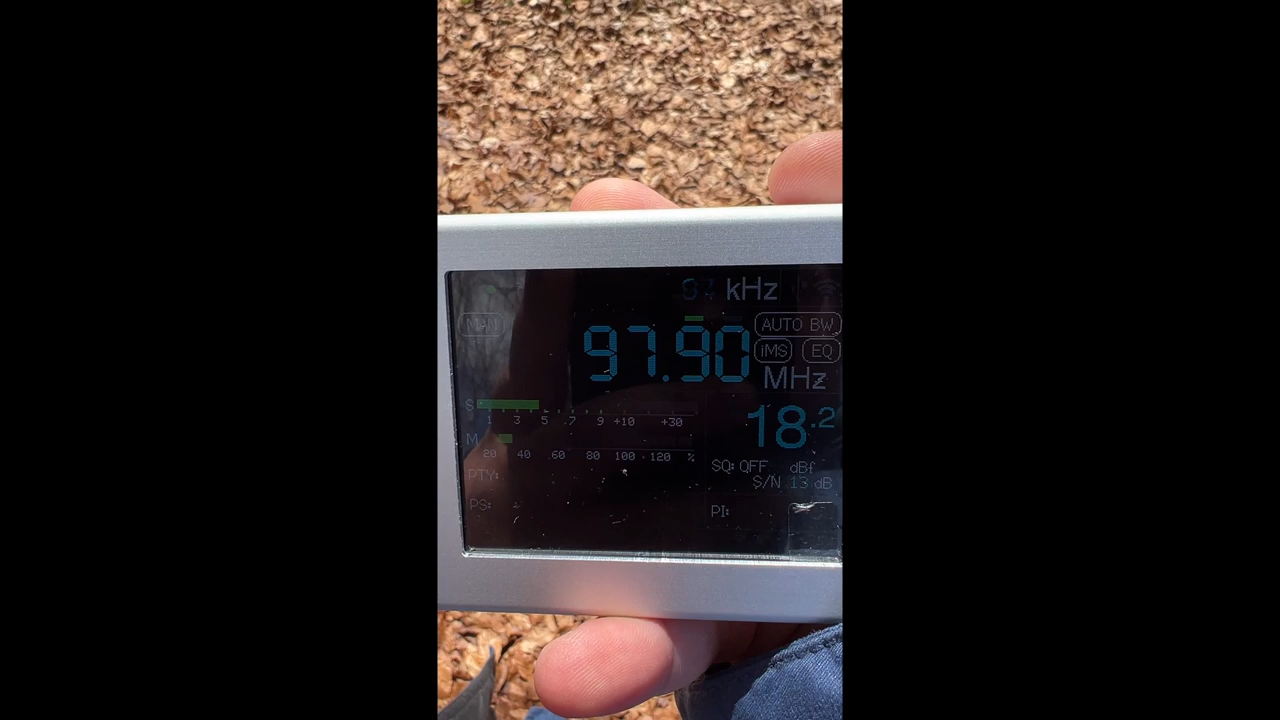 kHz
MAN
97.90
AUTO BW
iMS EQ
MHz
S
1 3 5 7 9 +10 +30
18.2
M
20 40 60 80 100 120 %
SQ: OFF dBf
PTY:
S/N 13 dB
PS:
PI: